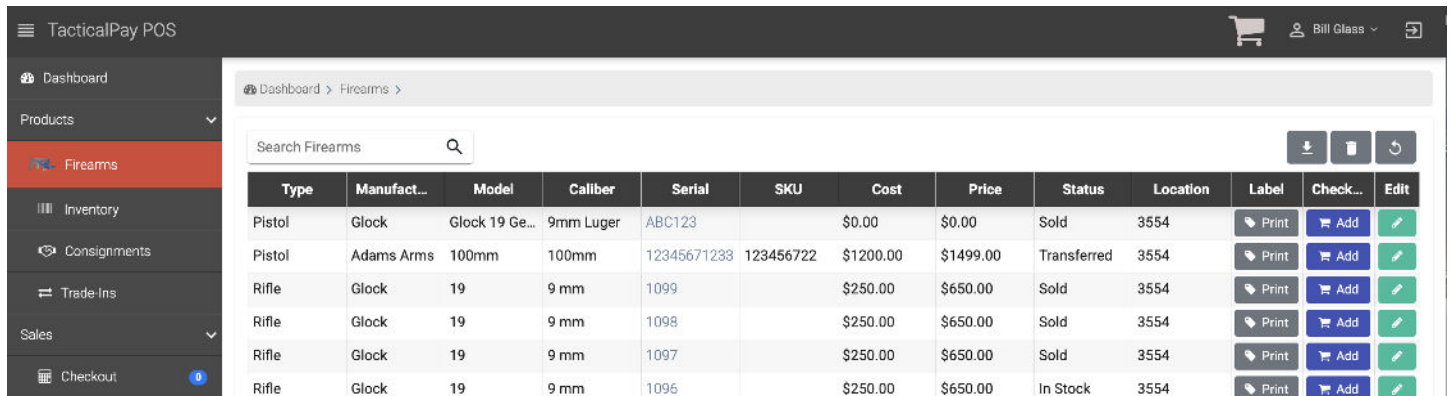 TacticalPay POS
Bill Glass
Dashboard
Products
Firearms
Inventory
Consignments
Trade-Ins
Sales
Checkout 0
Dashboard > Firearms >
Search Firearms
Type Manufact... Model Caliber Serial SKU Cost Price Status Location Label Check... Edit
Pistol Glock Glock 19 Ge... 9mm Luger ABC123 $0.00 $0.00 Sold 3554 Print Add
Pistol Adams Arms 100mm 100mm 12345671233 123456722 $1200.00 $1499.00 Transferred 3554 Print Add
Rifle Glock 19 9 mm 1099 $250.00 $650.00 Sold 3554 Print Add
Rifle Glock 19 9 mm 1098 $250.00 $650.00 Sold 3554 Print Add
Rifle Glock 19 9 mm 1097 $250.00 $650.00 Sold 3554 Print Add
Rifle Glock 19 9 mm 1096 $250.00 $650.00 In Stock 3554 Print Add